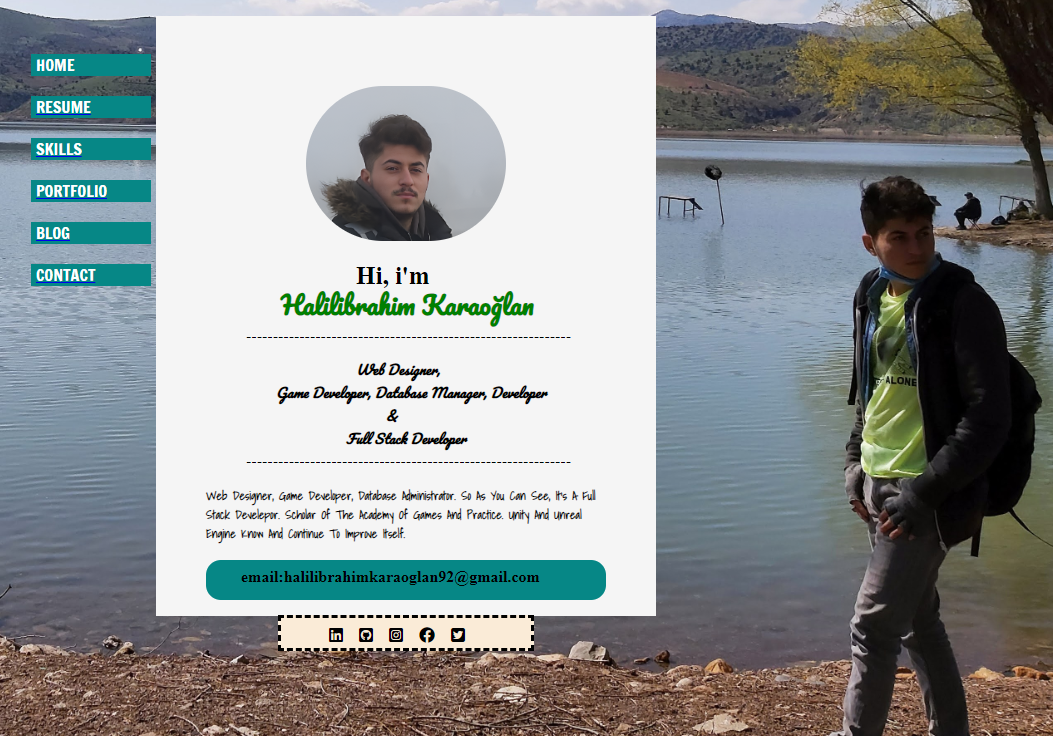 HOME
RESUME
SKILLS
PORTFOLIO
BLOG
CONTACT
Hi, i'm
Halilibrahim Karaoğlan
------------------------------------------------------------
Web Designer,
Game Developer, Database Manager, Developer
&
Full Stack Developer
------------------------------------------------------------
Web Designer, Game Developer, Database Administrator. So As You Can See, It's A Full
Stack Develepor. Scholar Of The Academy Of Games And Practice. Unity And Unreal
Engine Know And Continue To Improve Itself.
email:halilibrahimkaraoglan92@gmail.com
ALONE